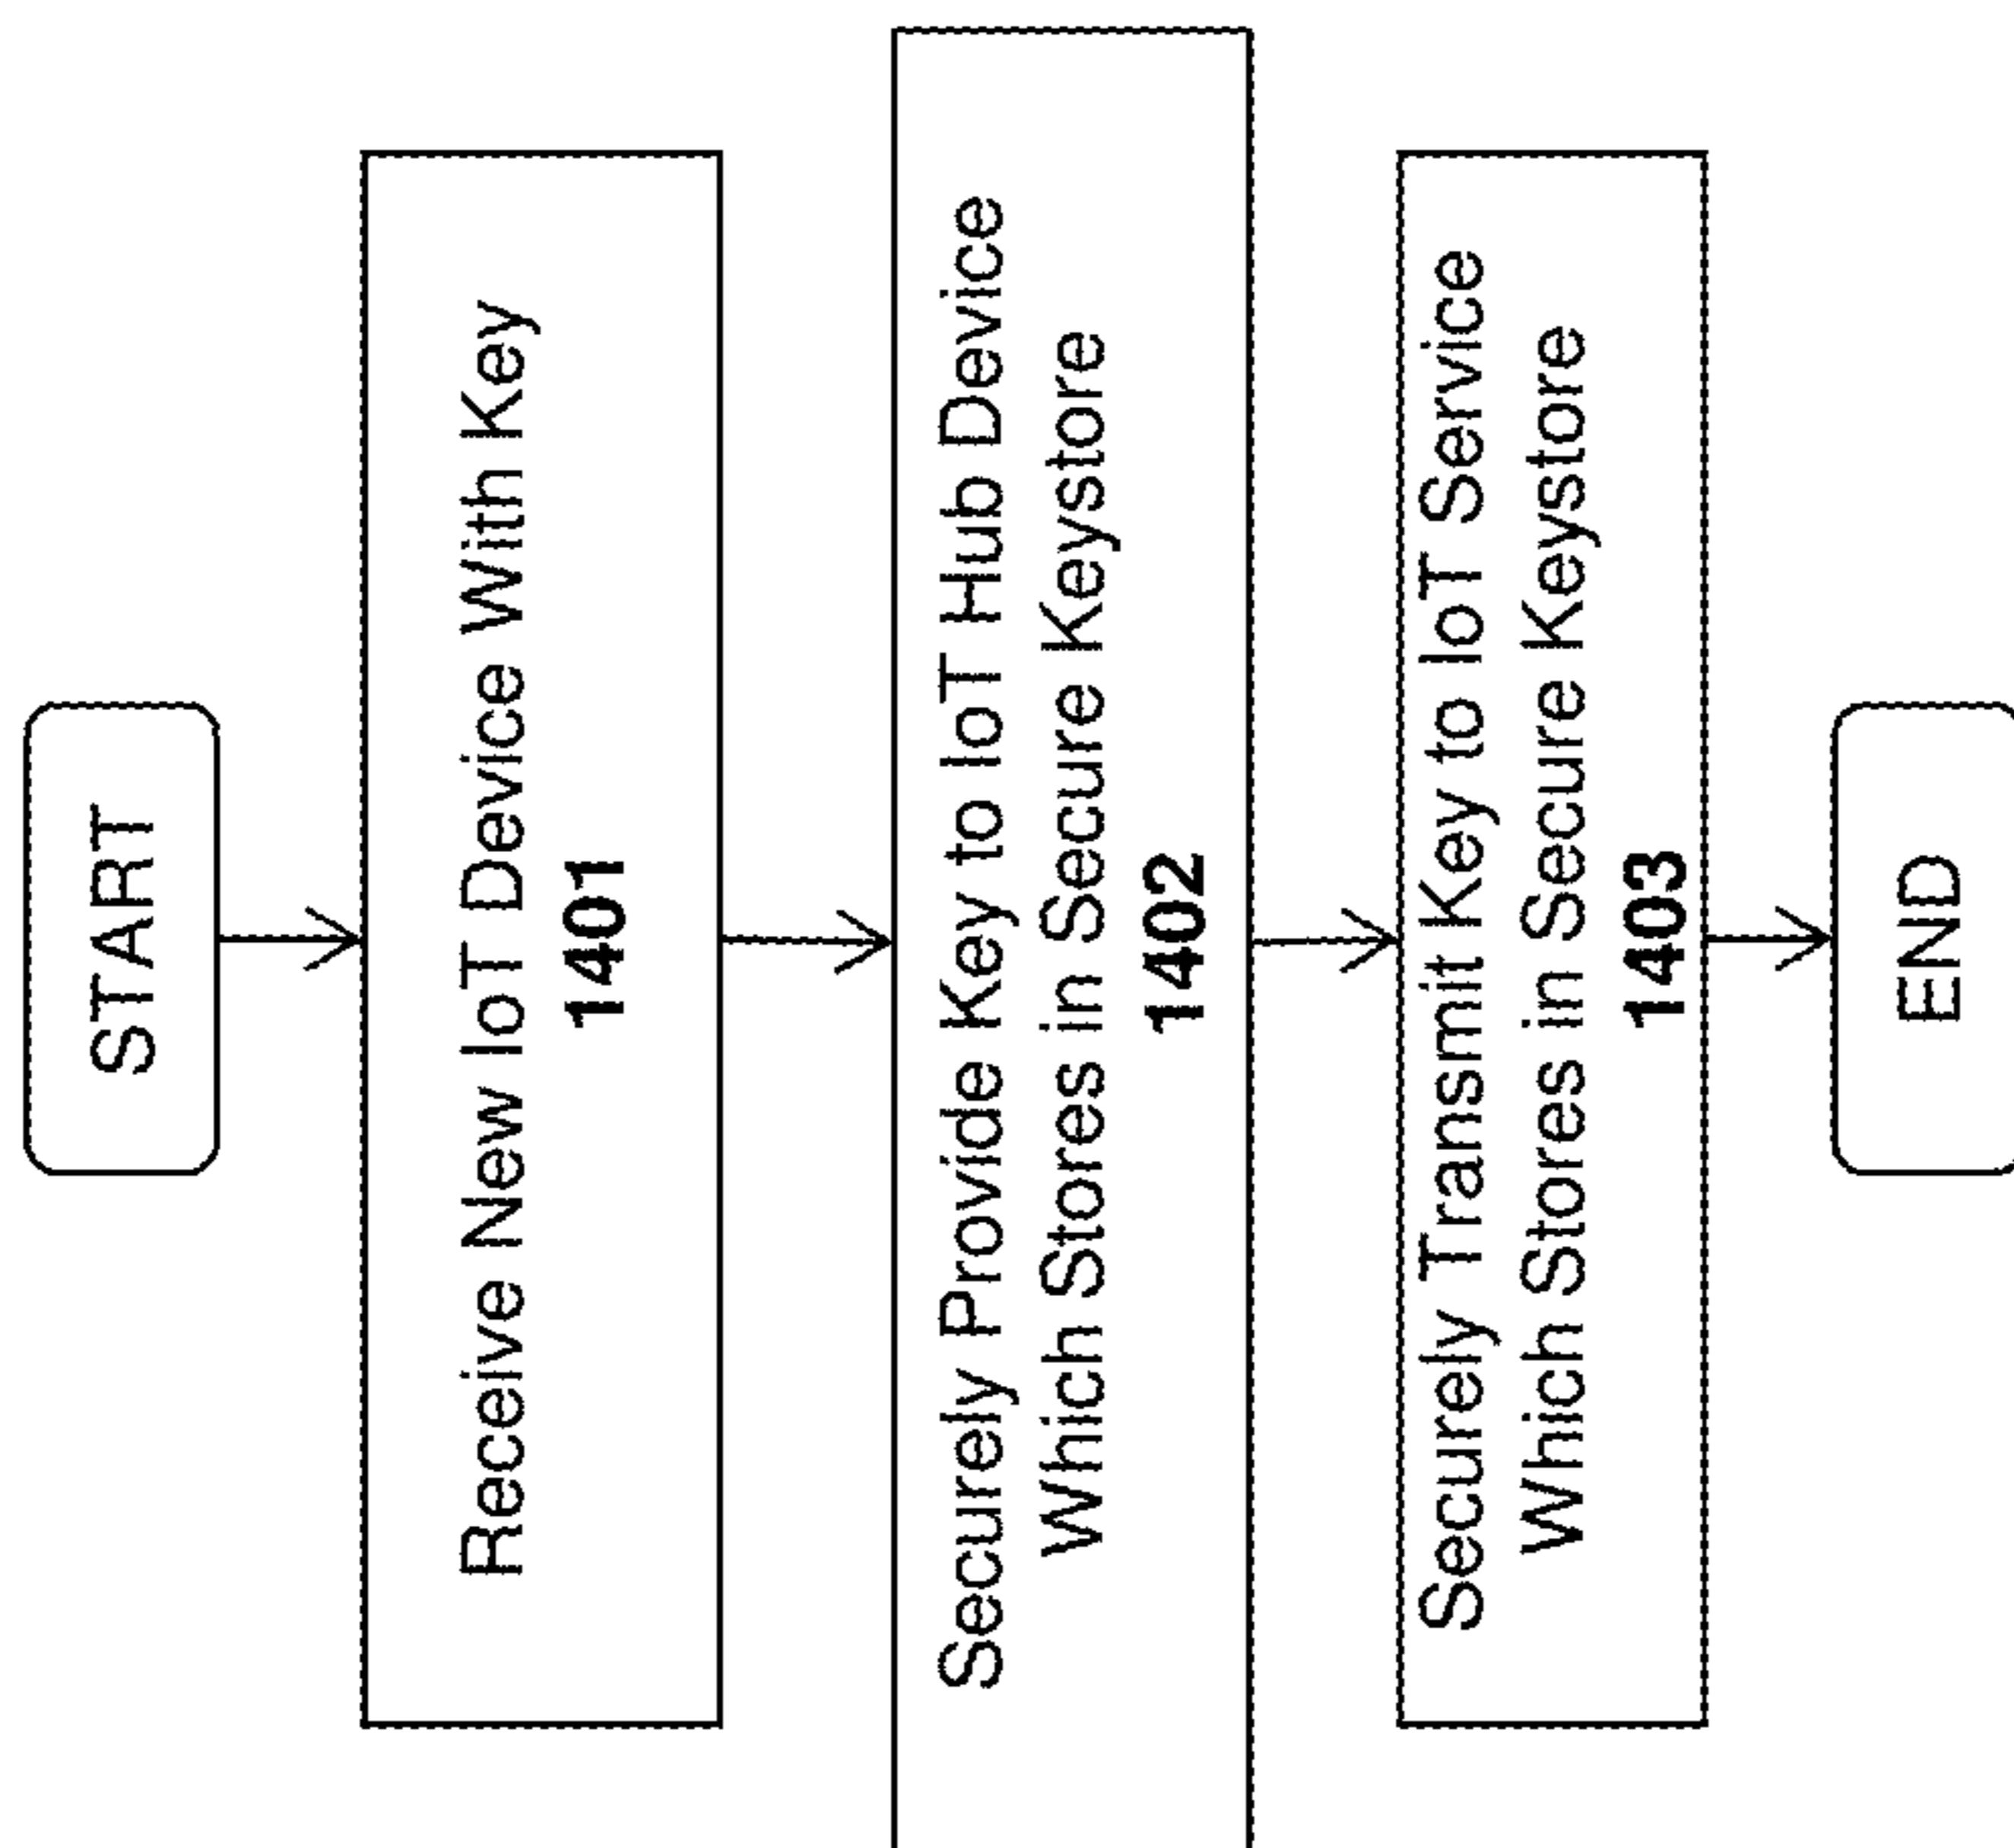 START
Receive New IoT Device With Key
1401
Securely Provide Key to IoT Hub Device
Which Stores in Secure Keystore
1402
Securely Transmit Key to IoT Service
Which Stores in Secure Keystore
1403
END